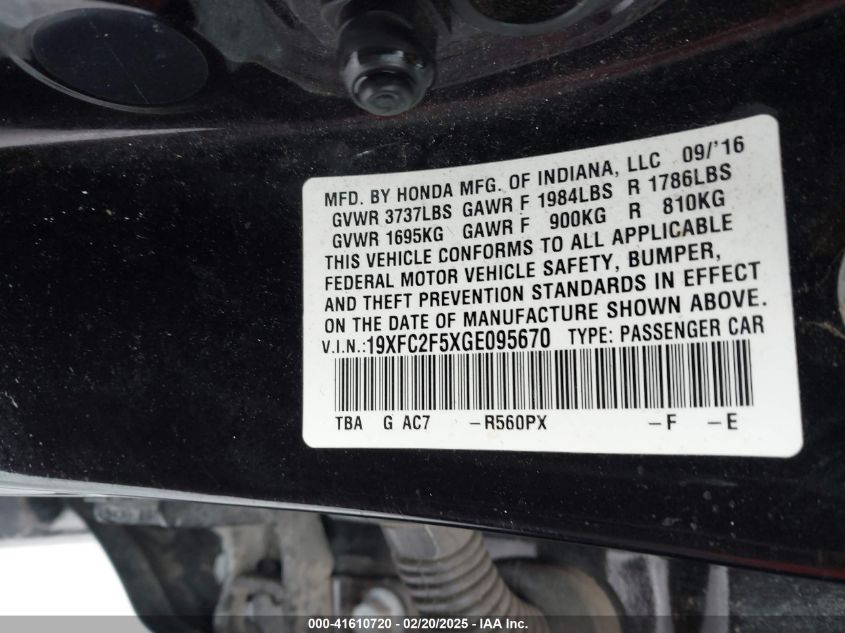 MFD. BY HONDA MFG. OF INDIANA, LLC 09/'16
GVWR 3737LBS GAWR F 1984LBS R 1786LBS
GVWR 1695KG GAWR F 900KG R 810KG
THIS VEHICLE CONFORMS TO ALL APPLICABLE
FEDERAL MOTOR VEHICLE SAFETY, BUMPER,
AND THEFT PREVENTION STANDARDS IN EFFECT
ON THE DATE OF MANUFACTURE SHOWN ABOVE.
V.I.N.:19XFC2F5XGE095670 TYPE: PASSENGER CAR
TBA G AC7 -R560PX -F -E
000-41610720 - 02/20/2025 - IAA Inc.